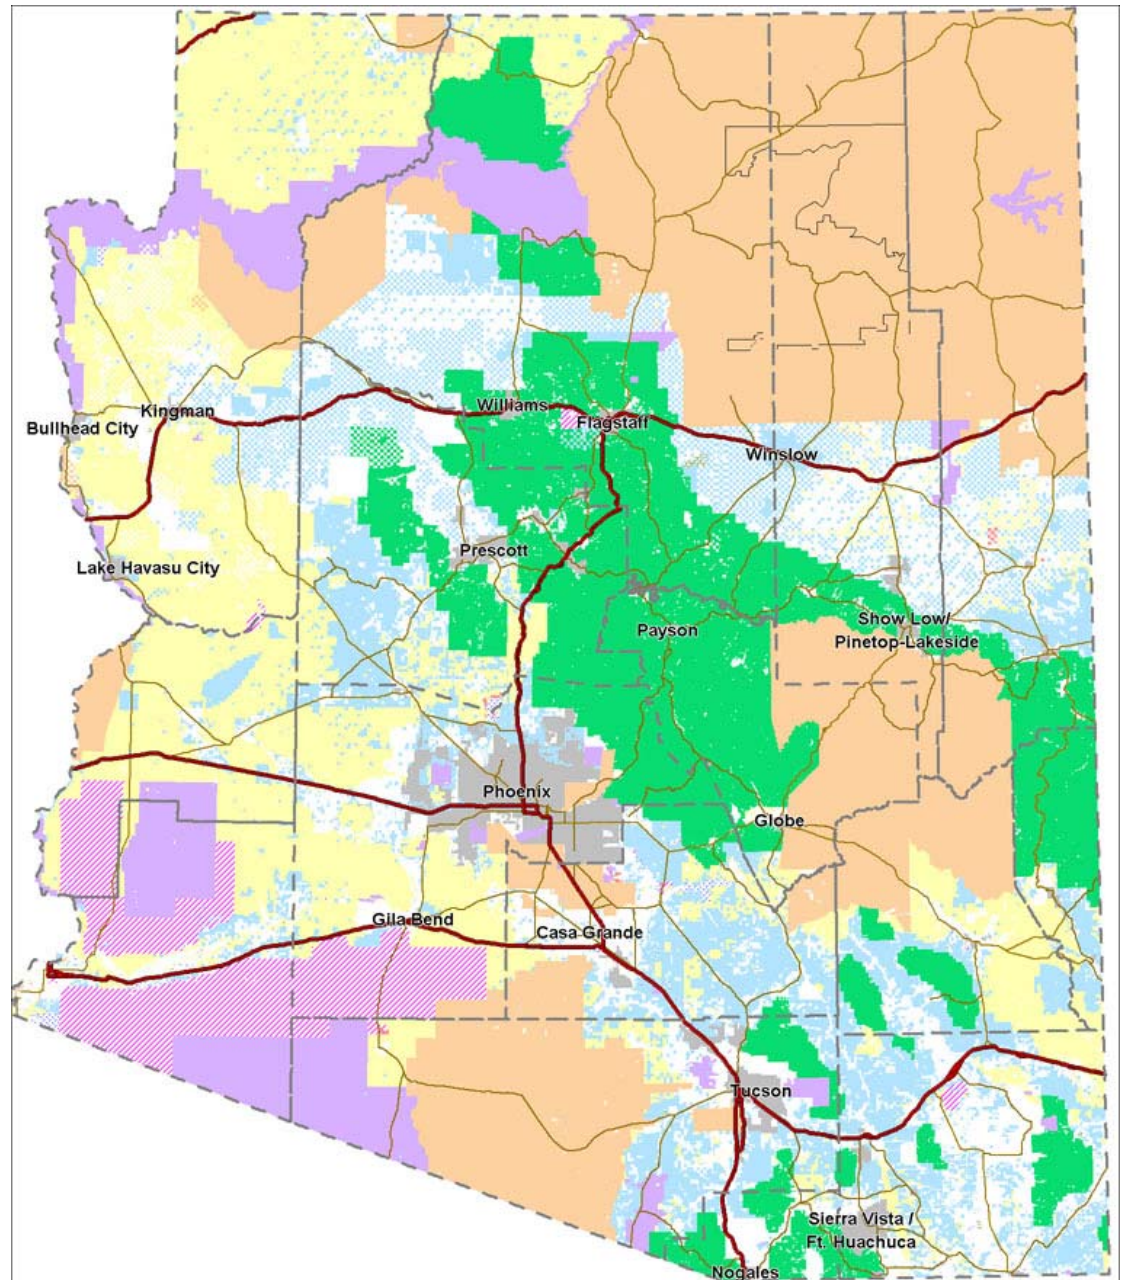 Williams
Kingman
Flagstaff
Bullhead City
Winslow
Prescott
Lake Havasu City
Payson
Show Low/
Pinetop-Lakeside
Phoenix
Globe
Gila Bend
Casa Grande
Tucson
Sierra Vista /
Ft. Huachuca
Nogales